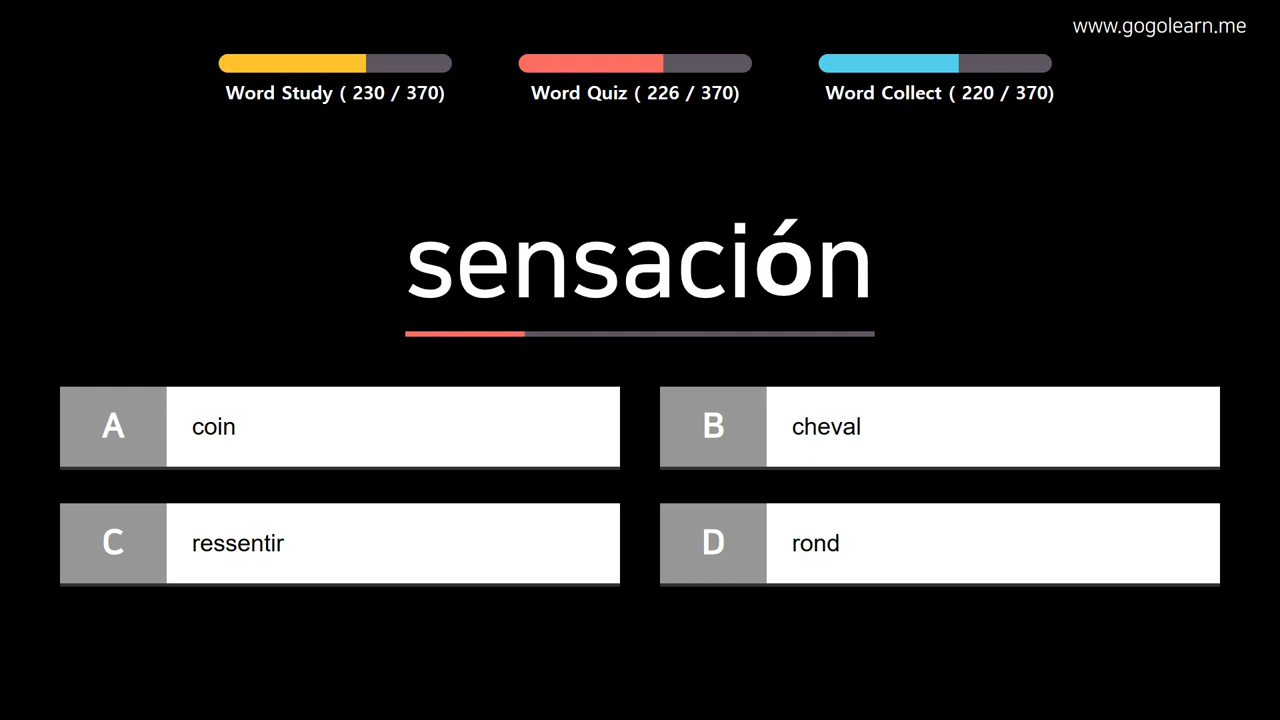 www.gogolearn.me
Word Study ( 230 / 370)
Word Quiz ( 226 / 370)
Word Collect ( 220 / 370)
sensación
A coin
B cheval
C ressentir
D rond